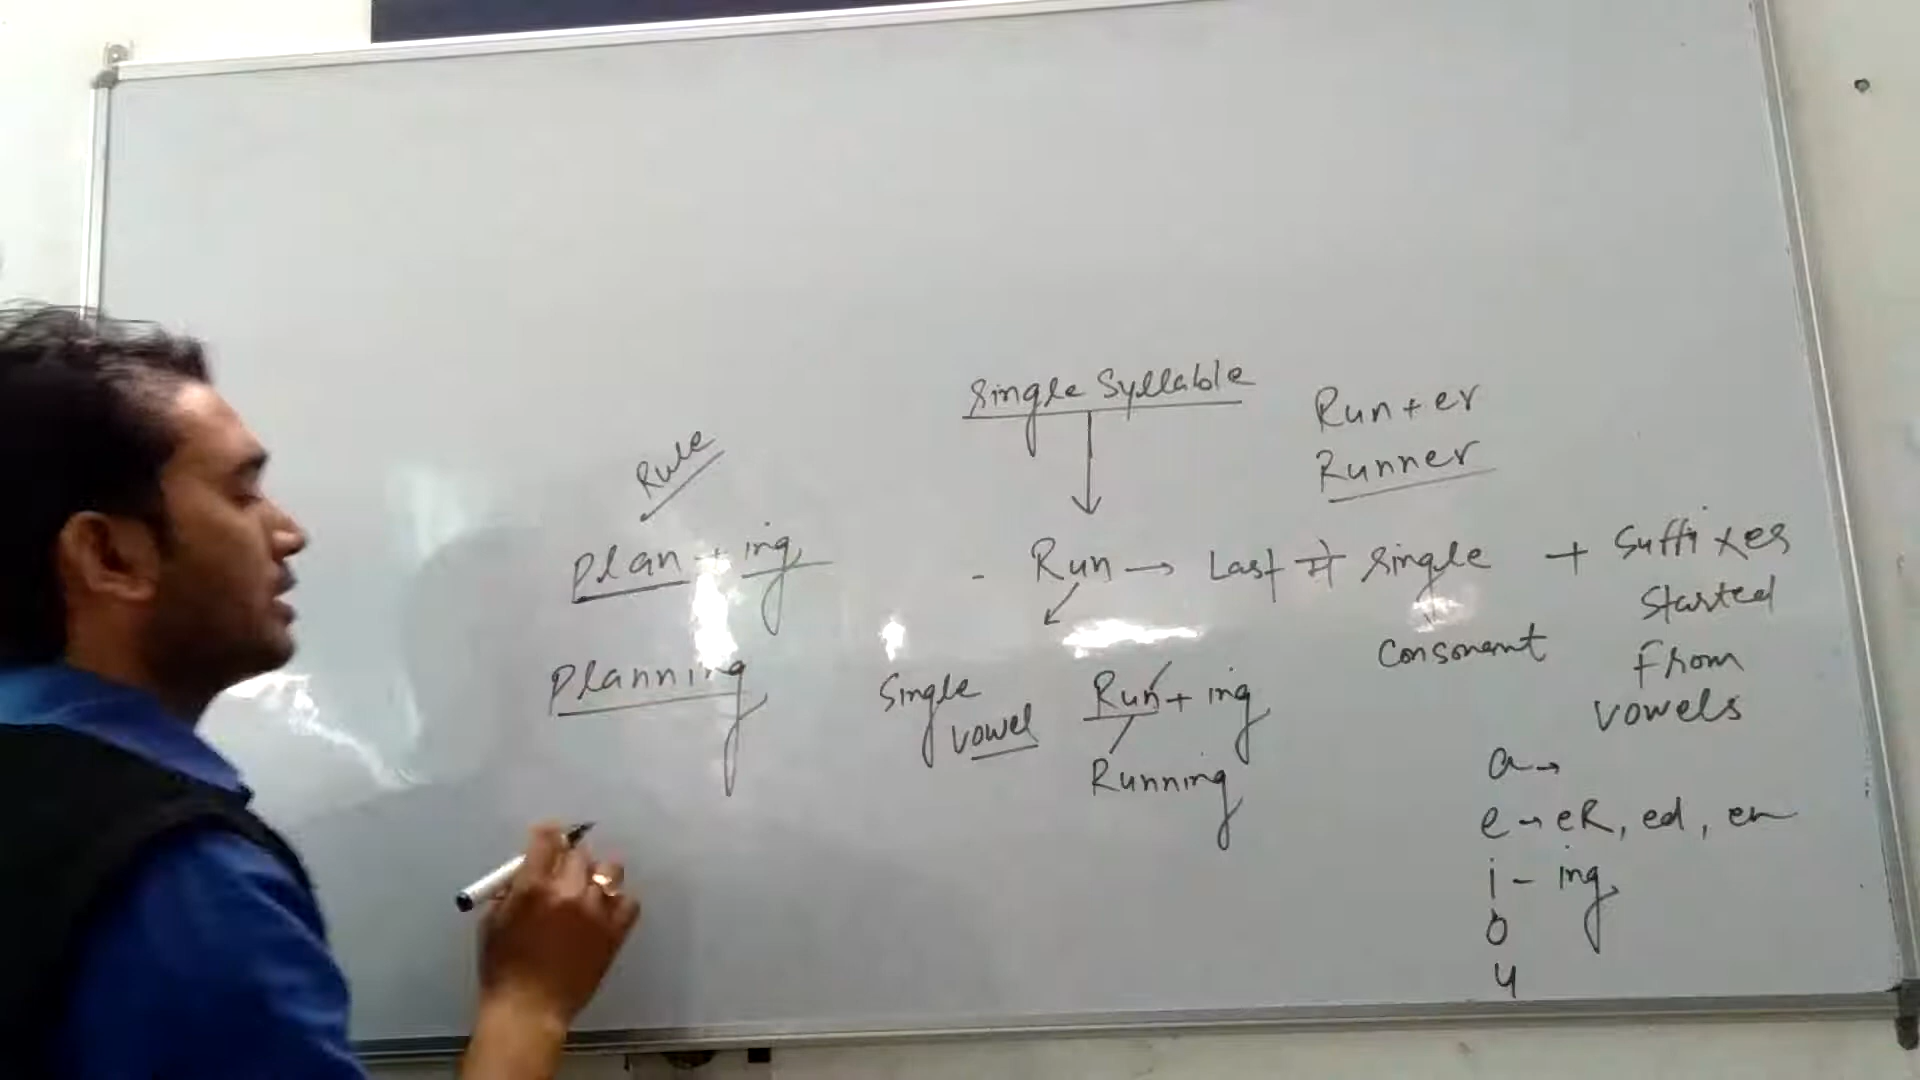 Single Syllable
Run + er
Runner
Rule
Plan + ing
Planning
- Run → Last में single + Suffixes
started
from
vowels
consonant
Single
vowel
Run + ing
Running
a →
e → eR, ed, en
i - ing
o
u